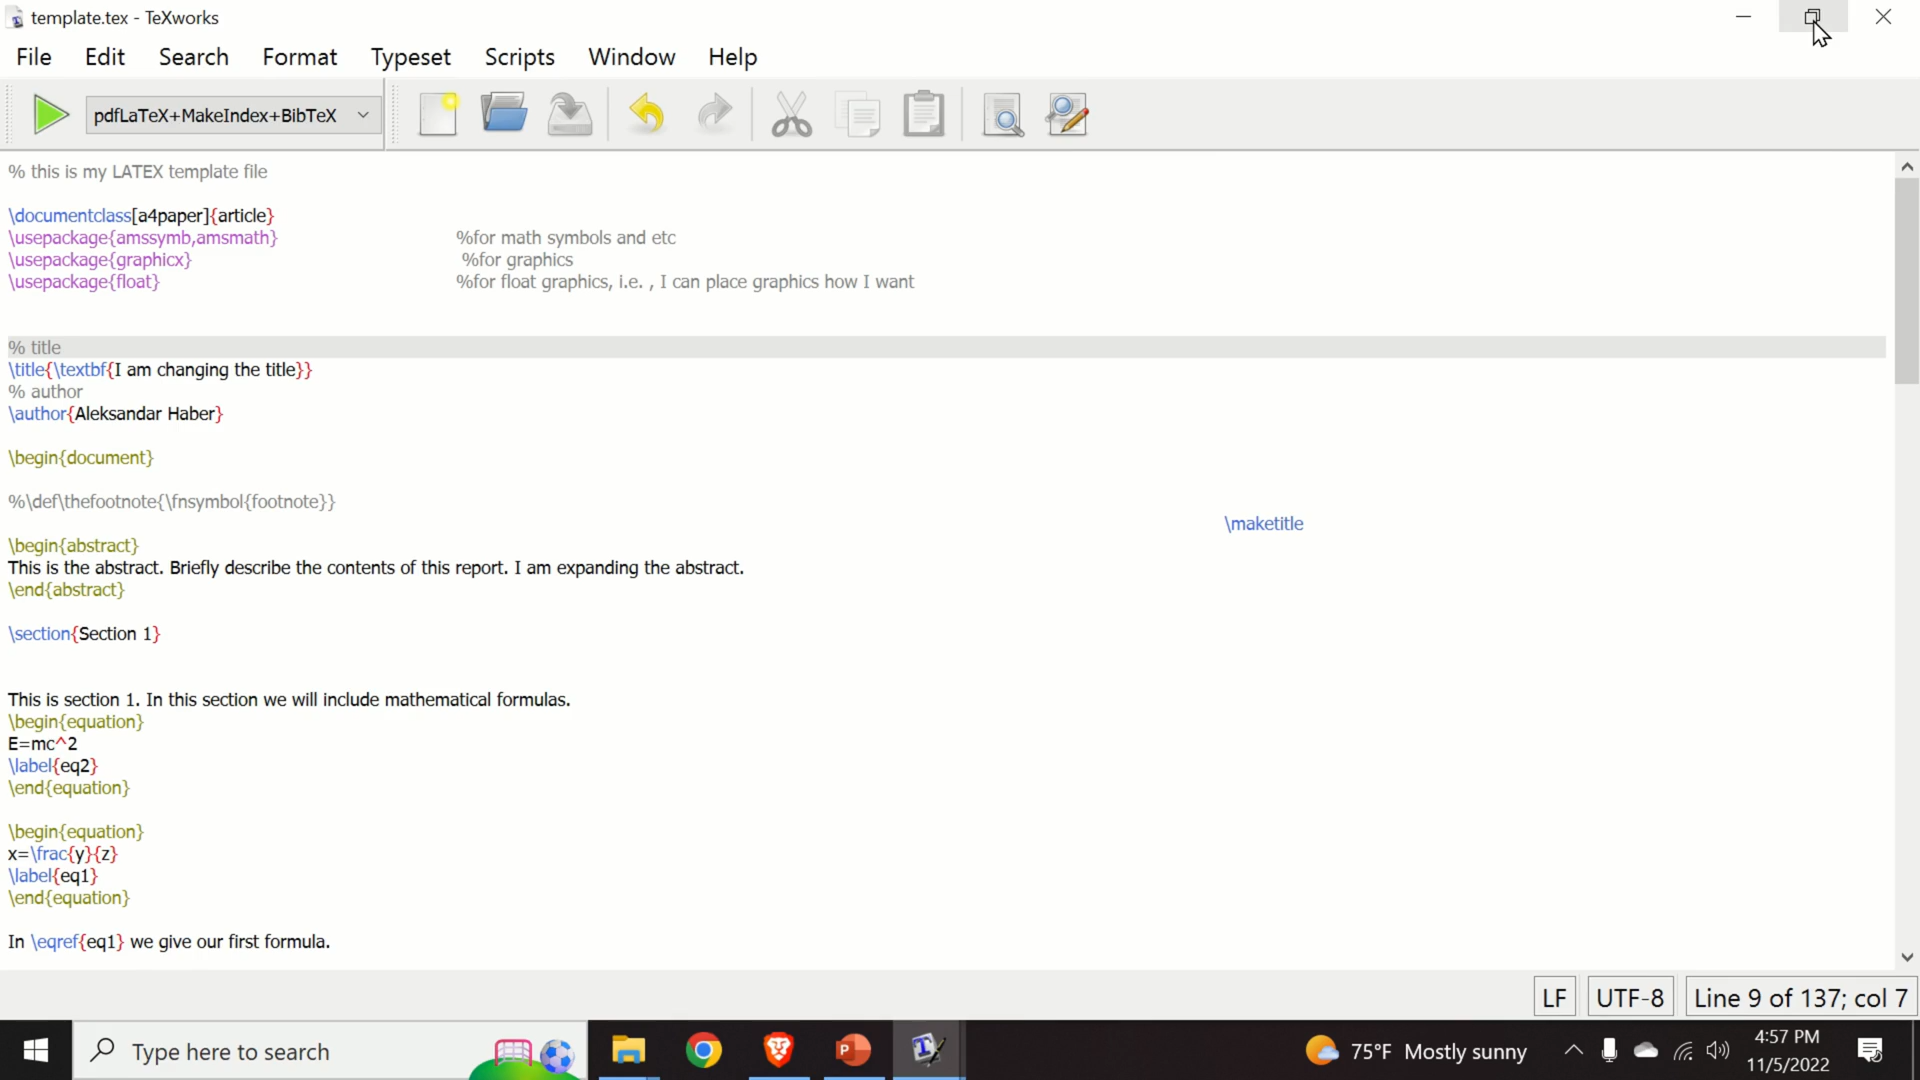 template.tex - TeXworks
File Edit Search Format Typeset Scripts Window Help
pdfLaTeX+MakeIndex+BibTeX
% this is my LATEX template file
\documentclass[a4paper]{article}
\usepackage{amssymb,amsmath} %for math symbols and etc
\usepackage{graphicx} %for graphics
\usepackage{float} %for float graphics, i.e. , I can place graphics how I want
% title
\title{\textbf{I am changing the title}}
% author
\author{Aleksandar Haber}
\begin{document}
%\def\thefootnote{\fnsymbol{footnote}}
\maketitle
\begin{abstract}
This is the abstract. Briefly describe the contents of this report. I am expanding the abstract.
\end{abstract}
\section{Section 1}
This is section 1. In this section we will include mathematical formulas.
\begin{equation}
E=mc^2
\label{eq2}
\end{equation}
\begin{equation}
x=\frac{y}{z}
\label{eq1}
\end{equation}
In \eqref{eq1} we give our first formula.
LF UTF-8 Line 9 of 137; col 7
Type here to search
75°F Mostly sunny
4:57 PM
11/5/2022